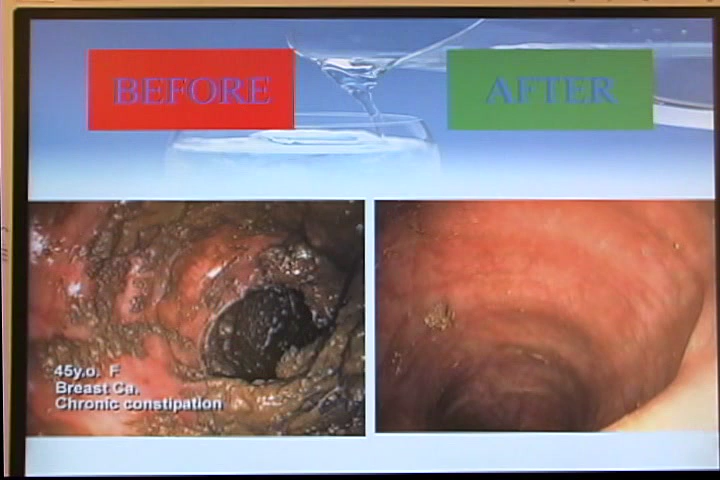 BEFORE
AFTER
45y.o. F
Breast Ca.
Chronic constipation